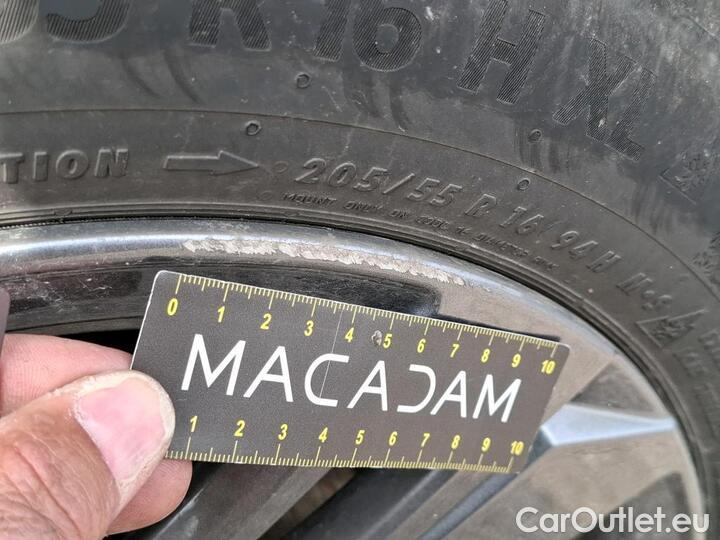 R 16 H XL
TION → 205/55 R 16 / 94 H M+S
MOUNT ONLY ON
0 1 2 3 4 5 6 7 8 9 10
MACADAM
1 2 3 4 5 6 7 8 9 10
CarOutlet.eu